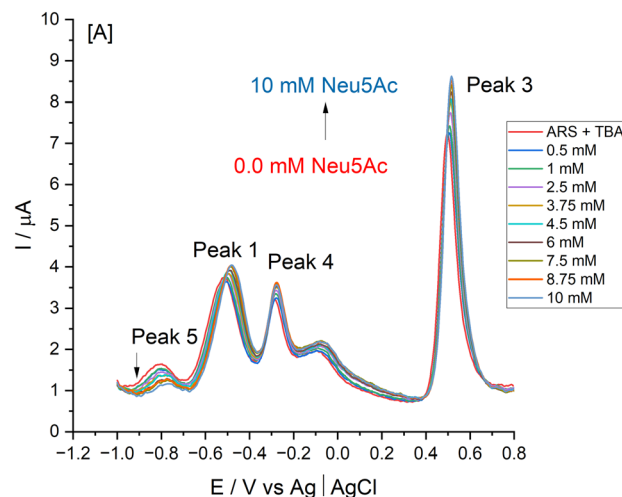 [A]
10 mM Neu5Ac
0.0 mM Neu5Ac
Peak 3
Peak 1
Peak 4
Peak 5
ARS + TBA
0.5 mM
1 mM
2.5 mM
3.75 mM
4.5 mM
6 mM
7.5 mM
8.75 mM
10 mM
I / μA
10
9
8
7
6
5
4
3
2
1
0
−1.0 −0.8 −0.6 −0.4 −0.2 0.0 0.2 0.4 0.6 0.8
E / V vs Ag | AgCl